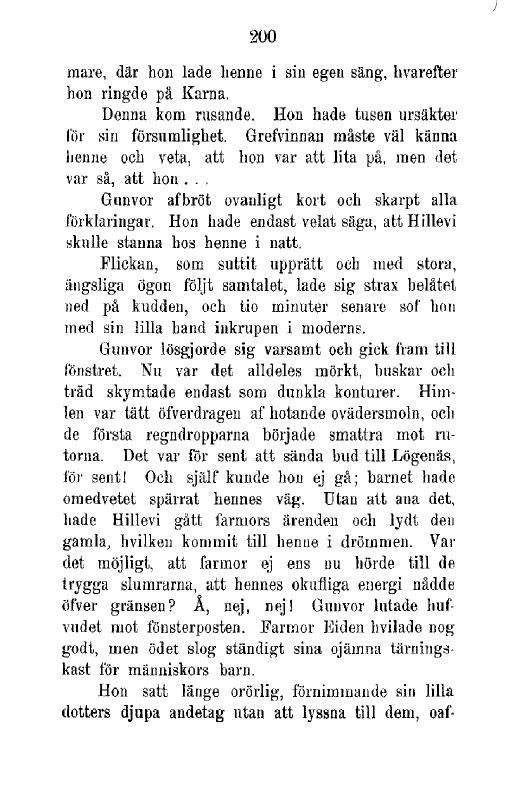 200
mare, där hon lade henne i sin egen säng, hvarefter
hon ringde på Karna.
Denna kom rusande. Hon hade tusen ursäkter
för sin försumlighet. Grefvinnan måste väl känna
henne och veta, att hon var att lita på, men det
var så, att hon . . .
Gunvor afbröt ovanligt kort och skarpt alla
förklaringar. Hon hade endast velat säga, att Hillevi
skulle stanna hos henne i natt.
Flickan, som suttit upprätt och med stora,
ängsliga ögon följt samtalet, lade sig strax belåtet
ned på kudden, och tio minuter senare sof hon
med sin lilla hand inkrupen i moderns.
Gunvor lösgjorde sig varsamt och gick fram till
fönstret. Nu var det alldeles mörkt, buskar och
träd skymtade endast som dunkla konturer. Him-
len var tätt öfverdragen af hotande ovädersmoln, och
de första regndropparna började smattra mot ru-
torna. Det var för sent att sända bud till Lögenäs,
för sent! Och själf kunde hon ej gå; barnet hade
omedvetet spärrat hennes väg. Utan att ana det,
hade Hillevi gått farmors ärenden och lydt den
gamla, hvilken kommit till henne i drömmen. Var
det möjligt, att farmor ej ens nu hörde till de
trygga slumrarna, att hennes okufliga energi nådde
öfver gränsen? Å, nej, nej! Gunvor lutade huf-
vudet mot fönsterposten. Farmor Eiden hvilade nog
godt, men ödet slog ständigt sina ojämna tärnings-
kast för människors barn.
Hon satt länge orörlig, förnimmande sin lilla
dotters djupa andetag utan att lyssna till dem, oaf-